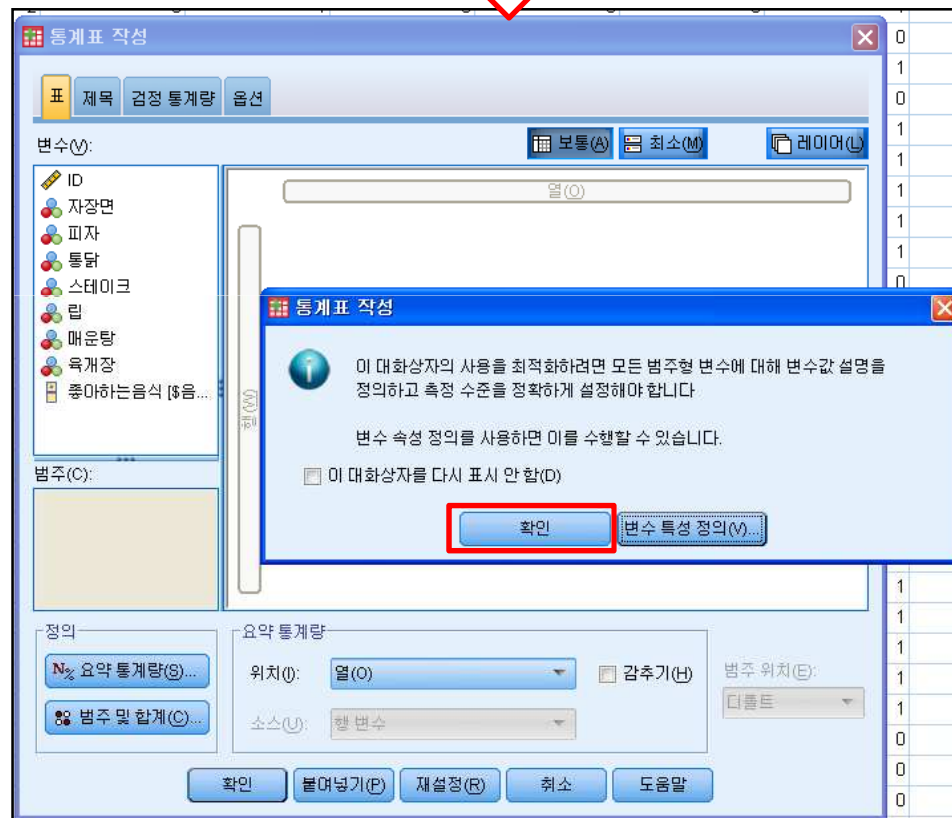 통계표 작성
표 제목 검정 통계량 옵션
변수(V):
보통(A) 최소(M) 레이어(L)
ID
자장면
피자
통닭
스테이크
립
매운탕
육개장
좋아하는음식 [$음...
열(O)
행(W)
통계표 작성
이 대화상자의 사용을 최적화하려면 모든 범주형 변수에 대해 변수값 설명을
정의하고 측정 수준을 정확하게 설정해야 합니다
변수 속성 정의를 사용하면 이를 수행할 수 있습니다.
이 대화상자를 다시 표시 안 함(D)
확인 변수 특성 정의(V)...
범주(C):
정의
N% 요약 통계량(S)...
범주 및 합계(C)...
요약 통계량
위치(I): 열(O) 감추기(H)
소스(U): 행 변수
범주 위치(E):
디폴트
확인 붙여넣기(P) 재설정(R) 취소 도움말
0
1
0
1
1
1
1
1
0
1
1
1
1
1
0
0
0